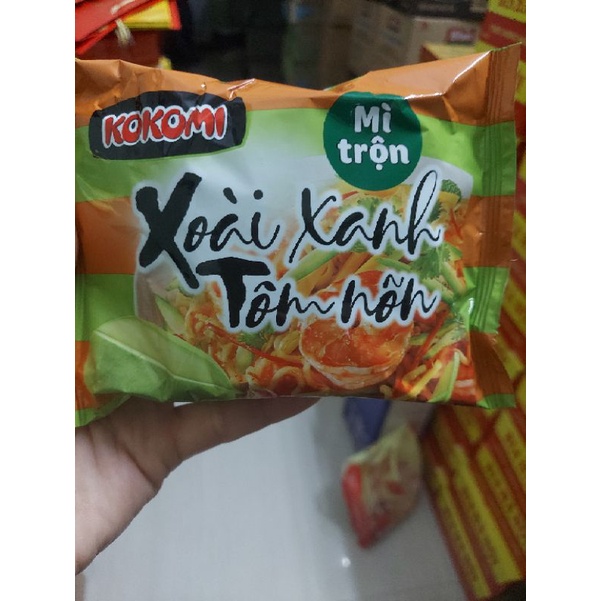 KOKOMI
Mì
trộn
Xoài Xanh
Tôm nõn